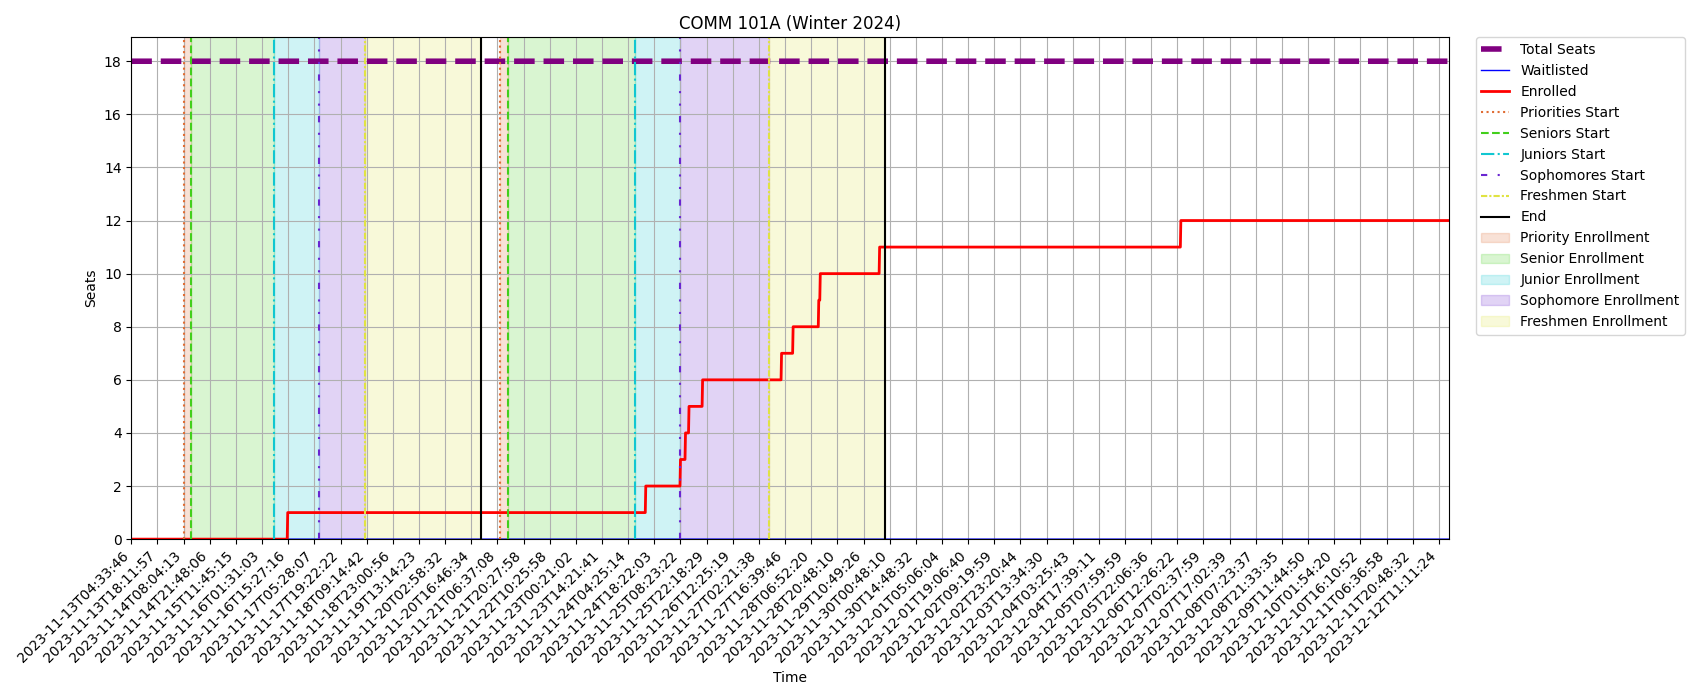 COMM 101A (Winter 2024)
18
16
14
12
10
8
6
4
2
0
Seats
2023-11-13T04:33:46
2023-11-13T18:11:57
2023-11-14T08:04:13
2023-11-14T21:48:06
2023-11-15T11:45:15
2023-11-16T01:31:03
2023-11-16T15:27:16
2023-11-17T05:28:07
2023-11-17T19:22:22
2023-11-18T09:14:42
2023-11-18T23:00:56
2023-11-19T13:14:23
2023-11-20T02:58:32
2023-11-20T16:46:34
2023-11-21T06:37:08
2023-11-21T20:27:58
2023-11-22T10:25:58
2023-11-23T00:21:02
2023-11-23T14:21:41
2023-11-24T04:25:14
2023-11-24T18:22:03
2023-11-25T08:23:22
2023-11-25T22:18:29
2023-11-26T12:25:19
2023-11-27T02:21:38
2023-11-27T16:39:46
2023-11-28T06:52:20
2023-11-28T20:48:10
2023-11-29T10:49:26
2023-11-30T00:48:10
2023-11-30T14:48:32
2023-12-01T05:06:04
2023-12-01T19:06:40
2023-12-02T09:19:59
2023-12-02T23:20:44
2023-12-03T13:34:30
2023-12-04T03:25:43
2023-12-04T17:39:11
2023-12-05T07:59:59
2023-12-05T22:06:36
2023-12-06T12:26:22
2023-12-07T02:37:59
2023-12-07T17:02:39
2023-12-08T07:23:37
2023-12-08T21:33:35
2023-12-09T11:44:50
2023-12-10T01:54:20
2023-12-10T16:10:52
2023-12-11T06:36:58
2023-12-11T20:48:32
2023-12-12T11:11:24
Time
Total Seats
Waitlisted
Enrolled
Priorities Start
Seniors Start
Juniors Start
Sophomores Start
Freshmen Start
End
Priority Enrollment
Senior Enrollment
Junior Enrollment
Sophomore Enrollment
Freshmen Enrollment